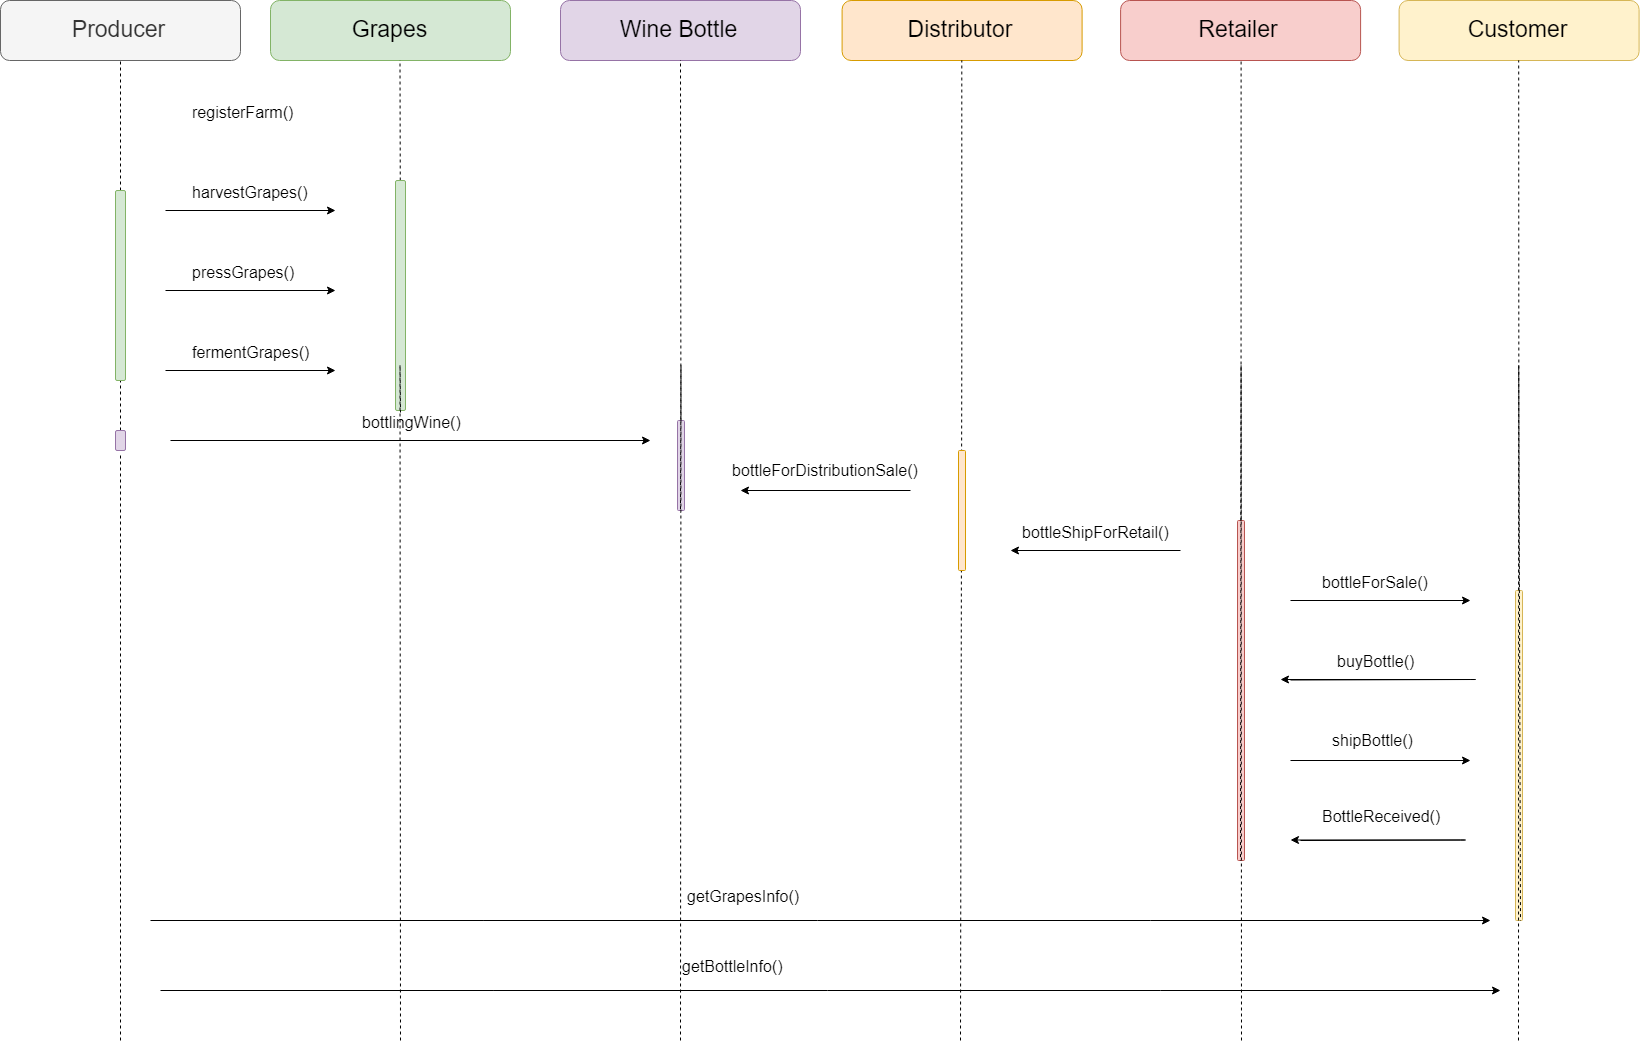 Producer
Grapes
Wine Bottle
Distributor
Retailer
Customer
registerFarm()
harvestGrapes()
pressGrapes()
fermentGrapes()
bottlingWine()
bottleForDistributionSale()
bottleShipForRetail()
bottleForSale()
buyBottle()
shipBottle()
BottleReceived()
getGrapesInfo()
getBottleInfo()